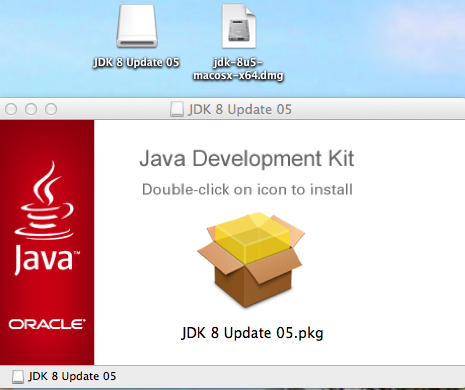 JDK 8 Update 05
jdk-8u5-
macosx-x64.dmg
JDK 8 Update 05
Java Development Kit
Double-click on icon to install
Java™
ORACLE®
JDK 8 Update 05.pkg
JDK 8 Update 05